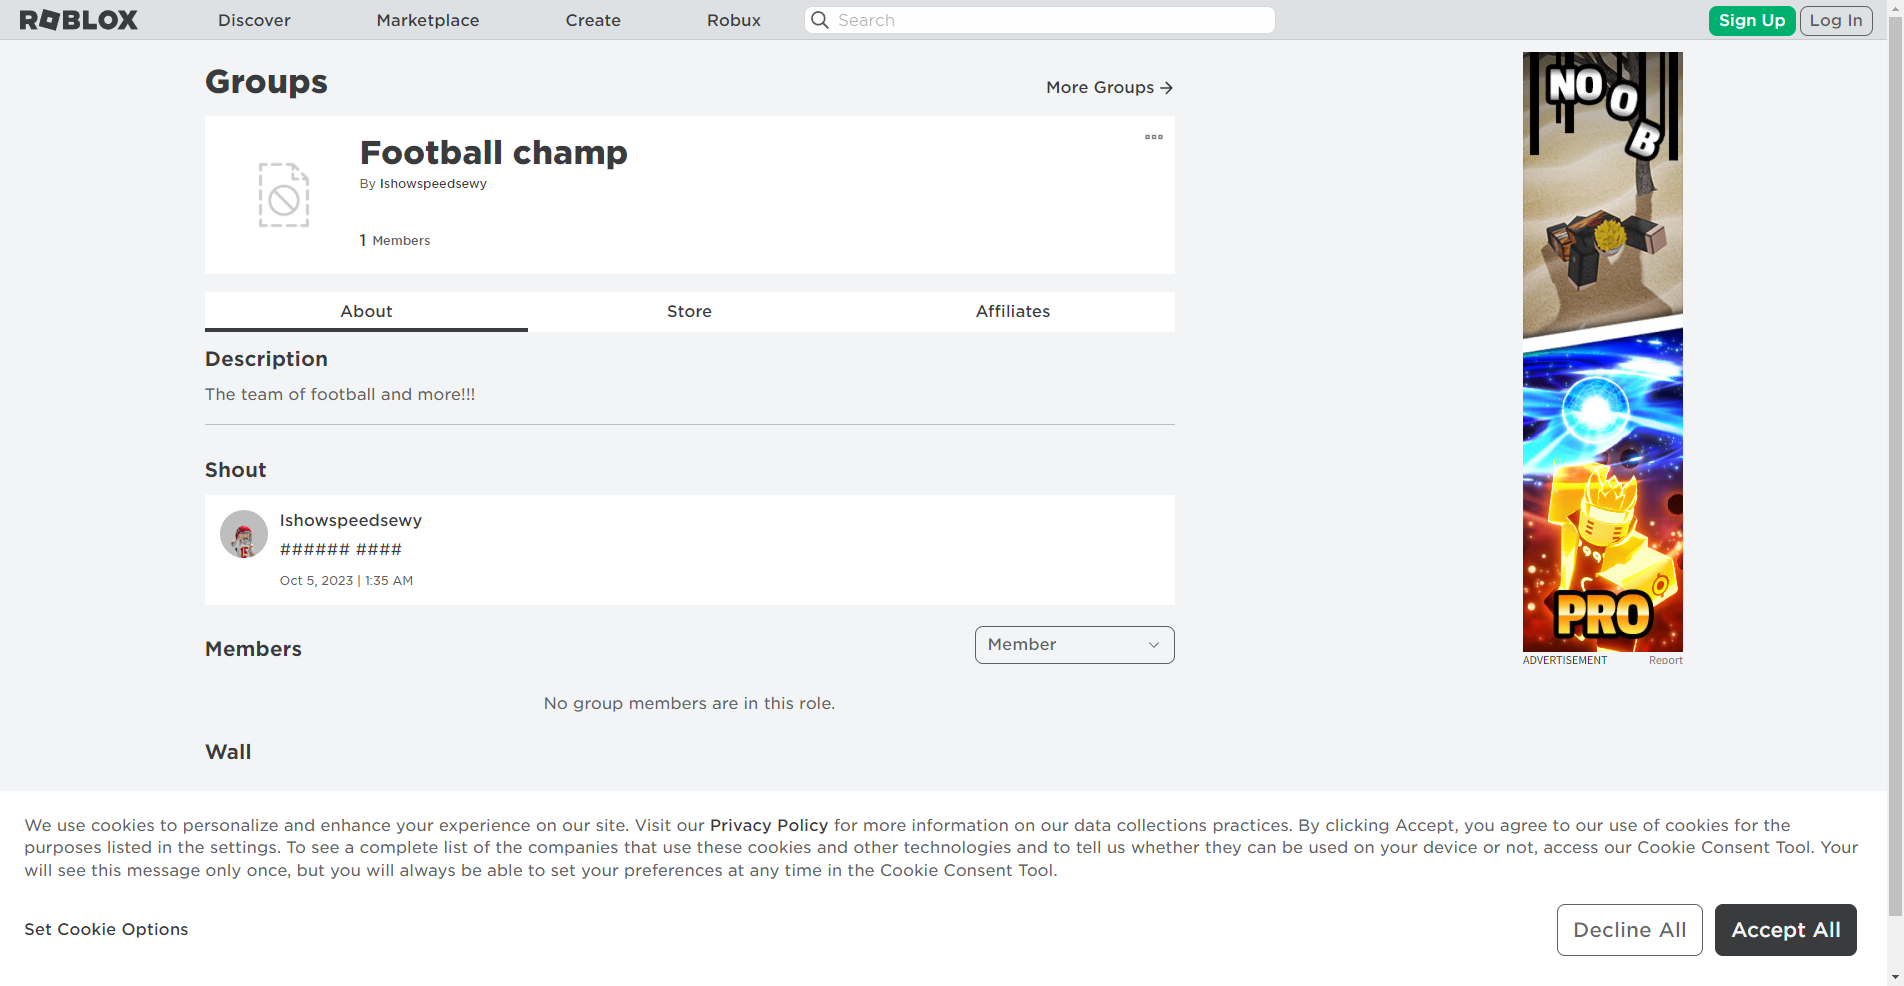 ROBLOX Discover Marketplace Create Robux Search Sign Up Log In
Groups
More Groups
Football champ
By Ishowspeedsewy
1 Members
About Store Affiliates
Description
The team of football and more!!!
Shout
Ishowspeedsewy
###### ####
Oct 5, 2023 | 1:35 AM
Members
Member
No group members are in this role.
Wall
NOOB
PRO
ADVERTISEMENT Report
We use cookies to personalize and enhance your experience on our site. Visit our Privacy Policy for more information on our data collections practices. By clicking Accept, you agree to our use of cookies for the
purposes listed in the settings. To see a complete list of the companies that use these cookies and other technologies and to tell us whether they can be used on your device or not, access our Cookie Consent Tool. Your
will see this message only once, but you will always be able to set your preferences at any time in the Cookie Consent Tool.
Set Cookie Options
Decline All
Accept All